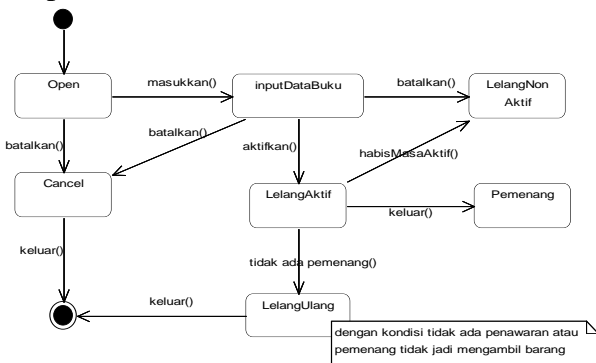 Open
masukkan()
inputDataBuku
batalkan()
LelangNon
Aktif
batalkan()
batalkan()
aktifkan()
habisMasaAktif()
Cancel
LelangAktif
keluar()
Pemenang
keluar()
tidak ada pemenang()
keluar()
LelangUlang
dengan kondisi tidak ada penawaran atau
pemenang tidak jadi mengambil barang